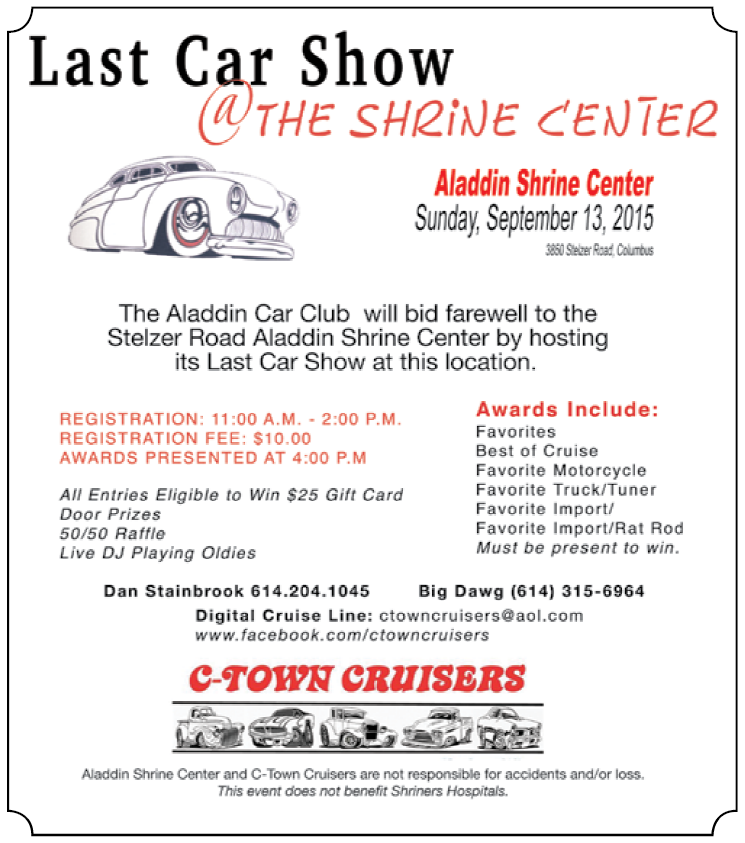 Last Car Show
@ THE SHRINE CENTER
Aladdin Shrine Center
Sunday, September 13, 2015
3850 Stelzer Road, Columbus
The Aladdin Car Club will bid farewell to the
Stelzer Road Aladdin Shrine Center by hosting
its Last Car Show at this location.
REGISTRATION: 11:00 A.M. - 2:00 P.M.
REGISTRATION FEE: $10.00
AWARDS PRESENTED AT 4:00 P.M
All Entries Eligible to Win $25 Gift Card
Door Prizes
50/50 Raffle
Live DJ Playing Oldies
Awards Include:
Favorites
Best of Cruise
Favorite Motorcycle
Favorite Truck/Tuner
Favorite Import/
Favorite Import/Rat Rod
Must be present to win.
Dan Stainbrook 614.204.1045 Big Dawg (614) 315-6964
Digital Cruise Line: ctowncruisers@aol.com
www.facebook.com/ctowncruisers
C-TOWN CRUISERS
Aladdin Shrine Center and C-Town Cruisers are not responsible for accidents and/or loss.
This event does not benefit Shriners Hospitals.